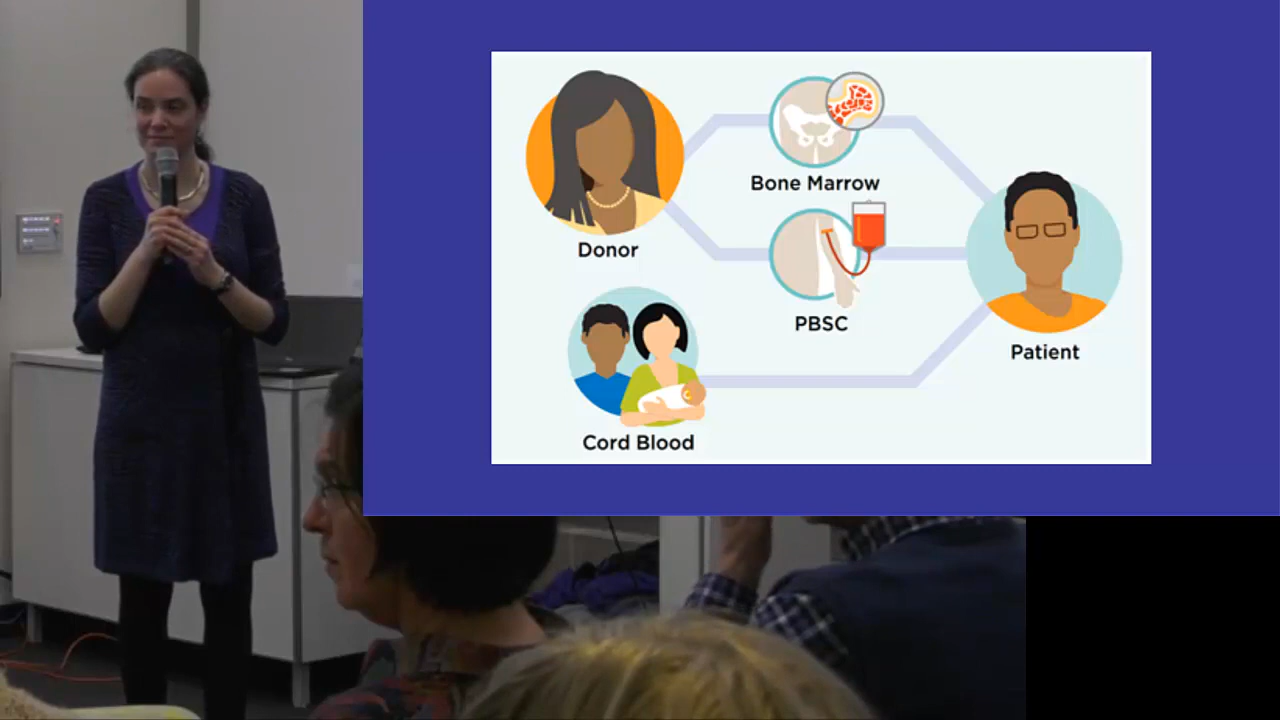 Bone Marrow
Donor
PBSC
Patient
Cord Blood